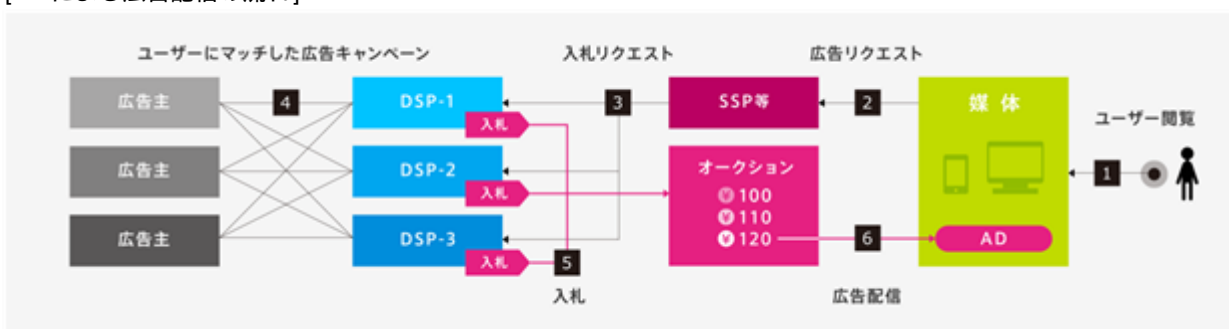 ユーザーにマッチした広告キャンペーン
入札リクエスト
広告リクエスト
広告主
4
DSP-1
入札
3
SSP等
2
媒体
ユーザー閲覧
広告主
DSP-2
入札
オークション
¥100
¥110
¥120
1
広告主
DSP-3
入札
5
6
AD
入札
広告配信